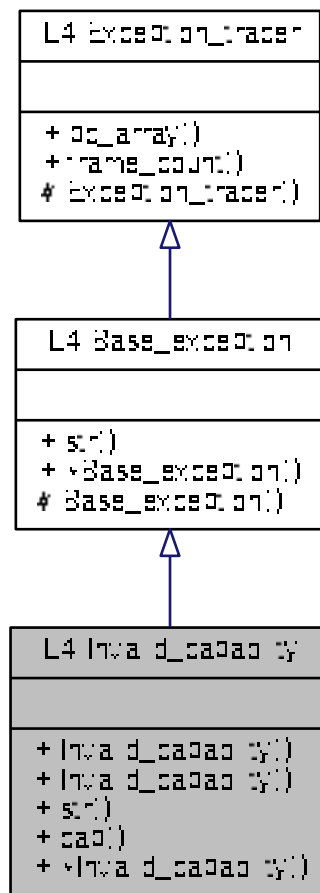 L4::Exception_tracer
+ pc_array()
+ frame_count()
# Exception_tracer()
L4::Base_exception
+ str()
+ ~Base_exception()
# Base_exception()
L4::Invalid_capability
+ Invalid_capability()
+ Invalid_capability()
+ str()
+ cap()
+ ~Invalid_capability()